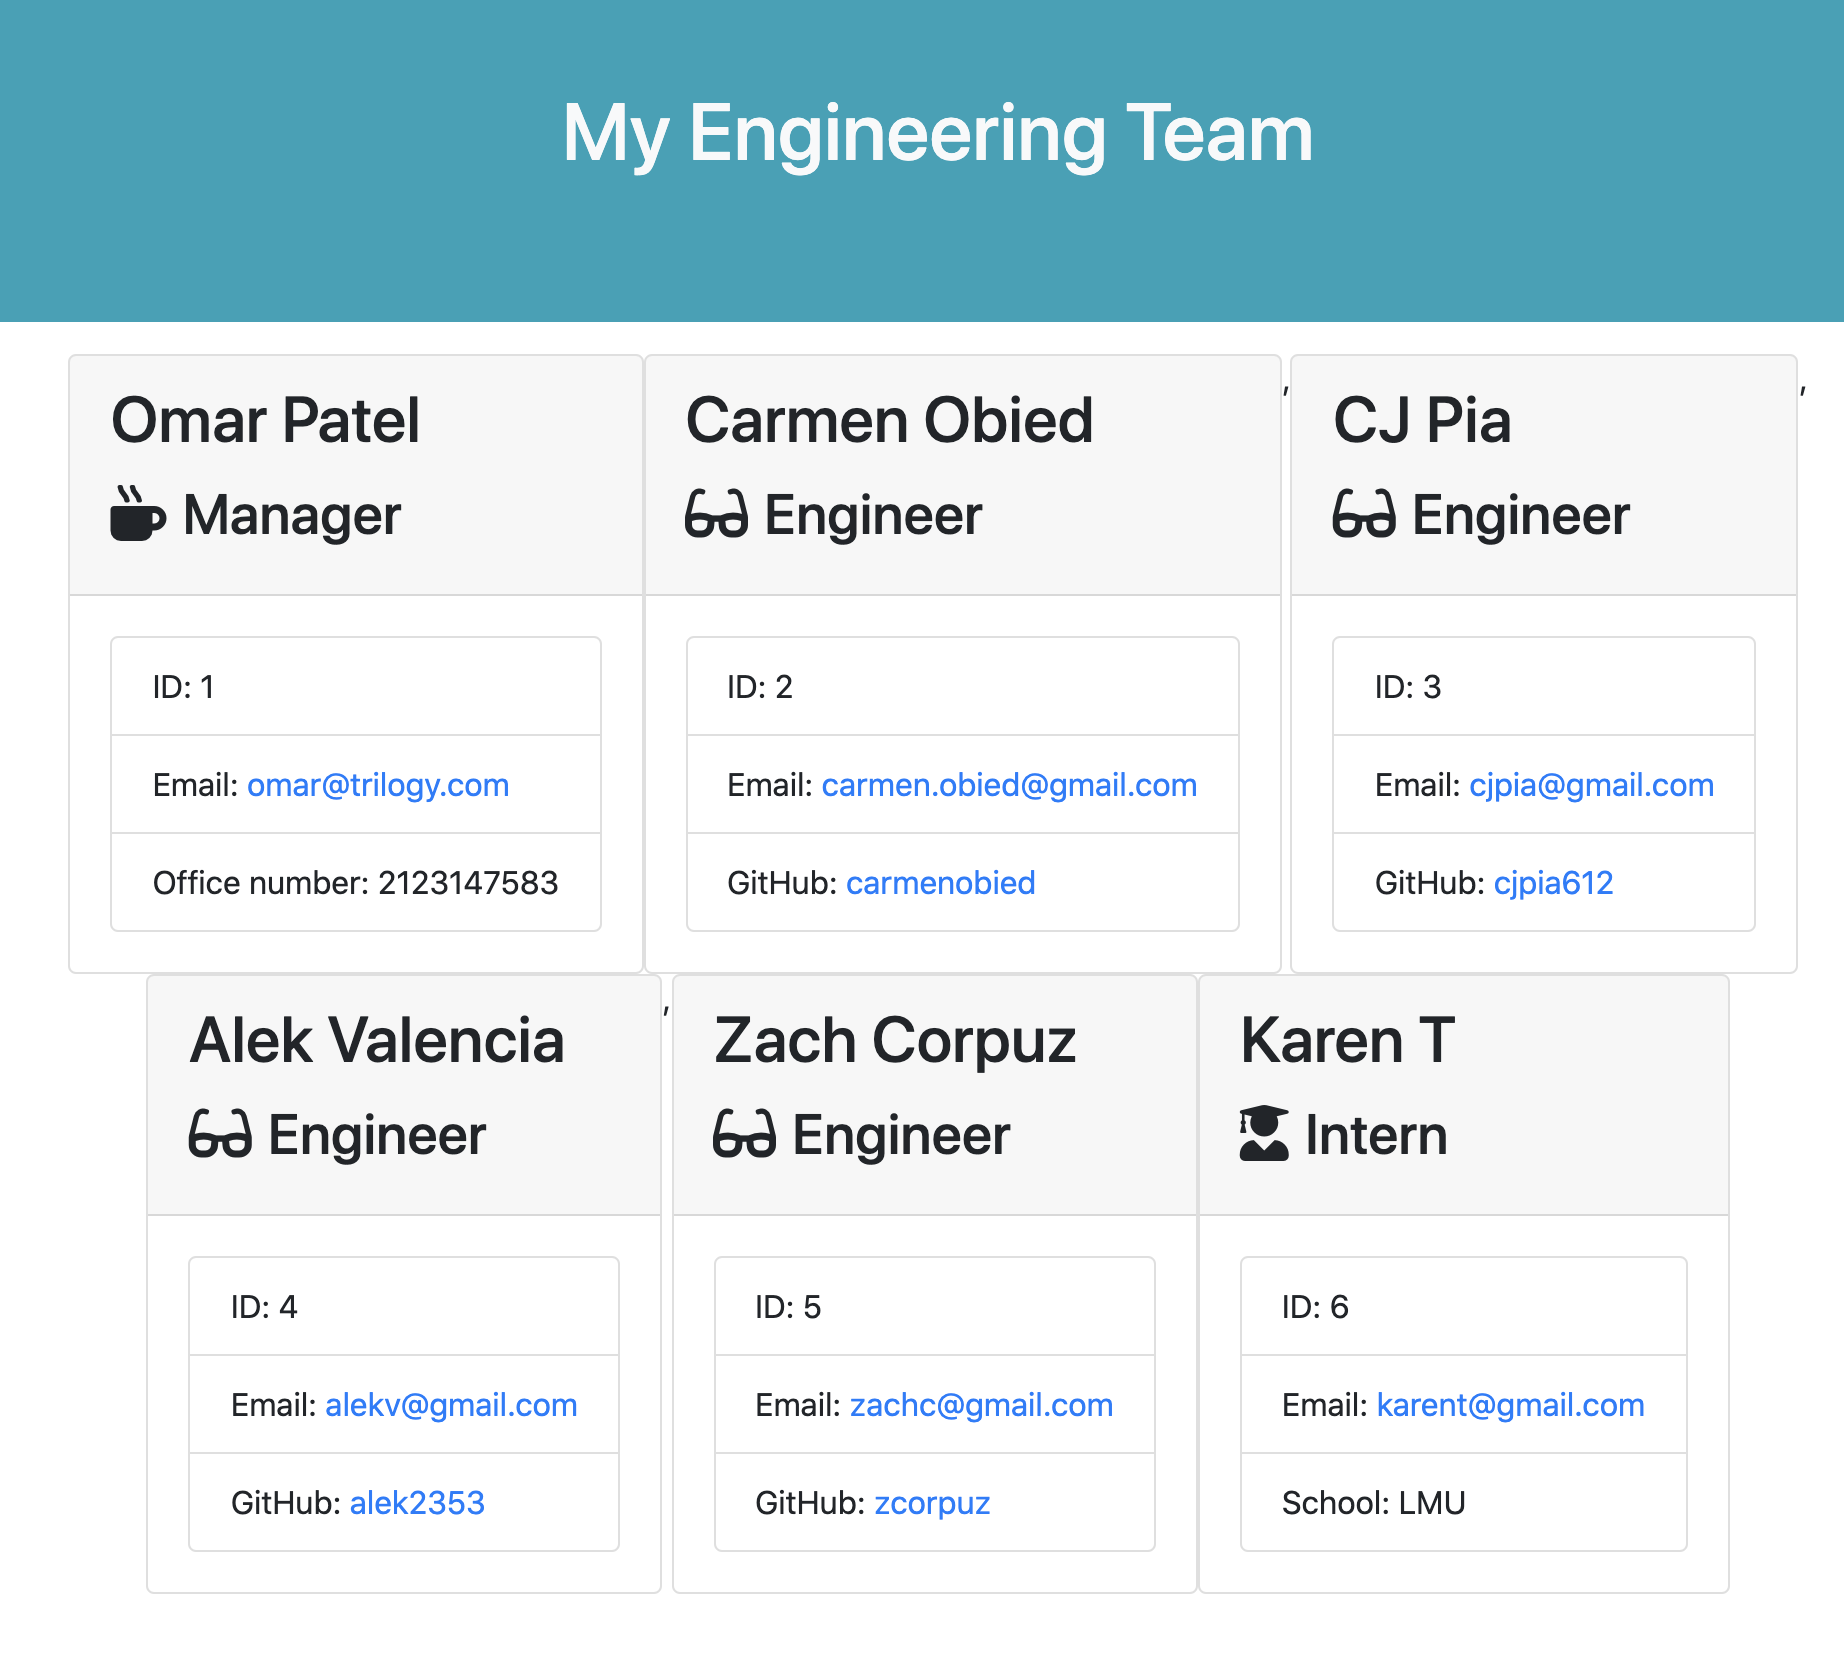 My Engineering Team
Omar Patel
Manager
ID: 1
Email: omar@trilogy.com
Office number: 2123147583
Carmen Obied
Engineer
ID: 2
Email: carmen.obied@gmail.com
GitHub: carmenobied
,
CJ Pia
Engineer
ID: 3
Email: cjpia@gmail.com
GitHub: cjpia612
,
Alek Valencia
Engineer
ID: 4
Email: alekv@gmail.com
GitHub: alek2353
,
Zach Corpuz
Engineer
ID: 5
Email: zachc@gmail.com
GitHub: zcorpuz
Karen T
Intern
ID: 6
Email: karent@gmail.com
School: LMU